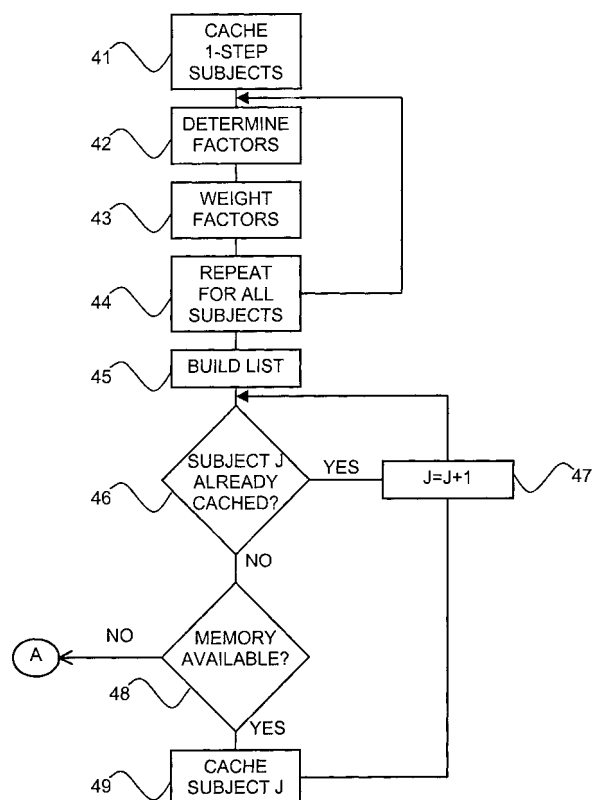 CACHE
1-STEP
SUBJECTS
41
DETERMINE
FACTORS
42
WEIGHT
FACTORS
43
REPEAT
FOR ALL
SUBJECTS
44
BUILD LIST
45
SUBJECT J
ALREADY
CACHED?
46
YES
J=J+1
47
NO
MEMORY
AVAILABLE?
48
NO
A
YES
CACHE
SUBJECT J
49